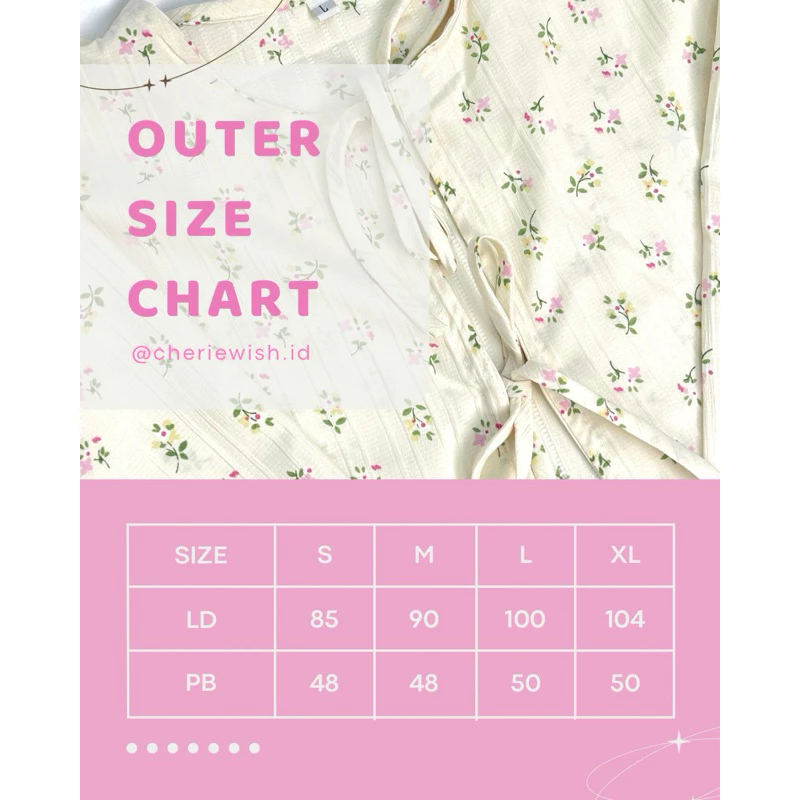 L
OUTER
SIZE
CHART
@cheriewish.id
SIZE S M L XL
LD 85 90 100 104
PB 48 48 50 50